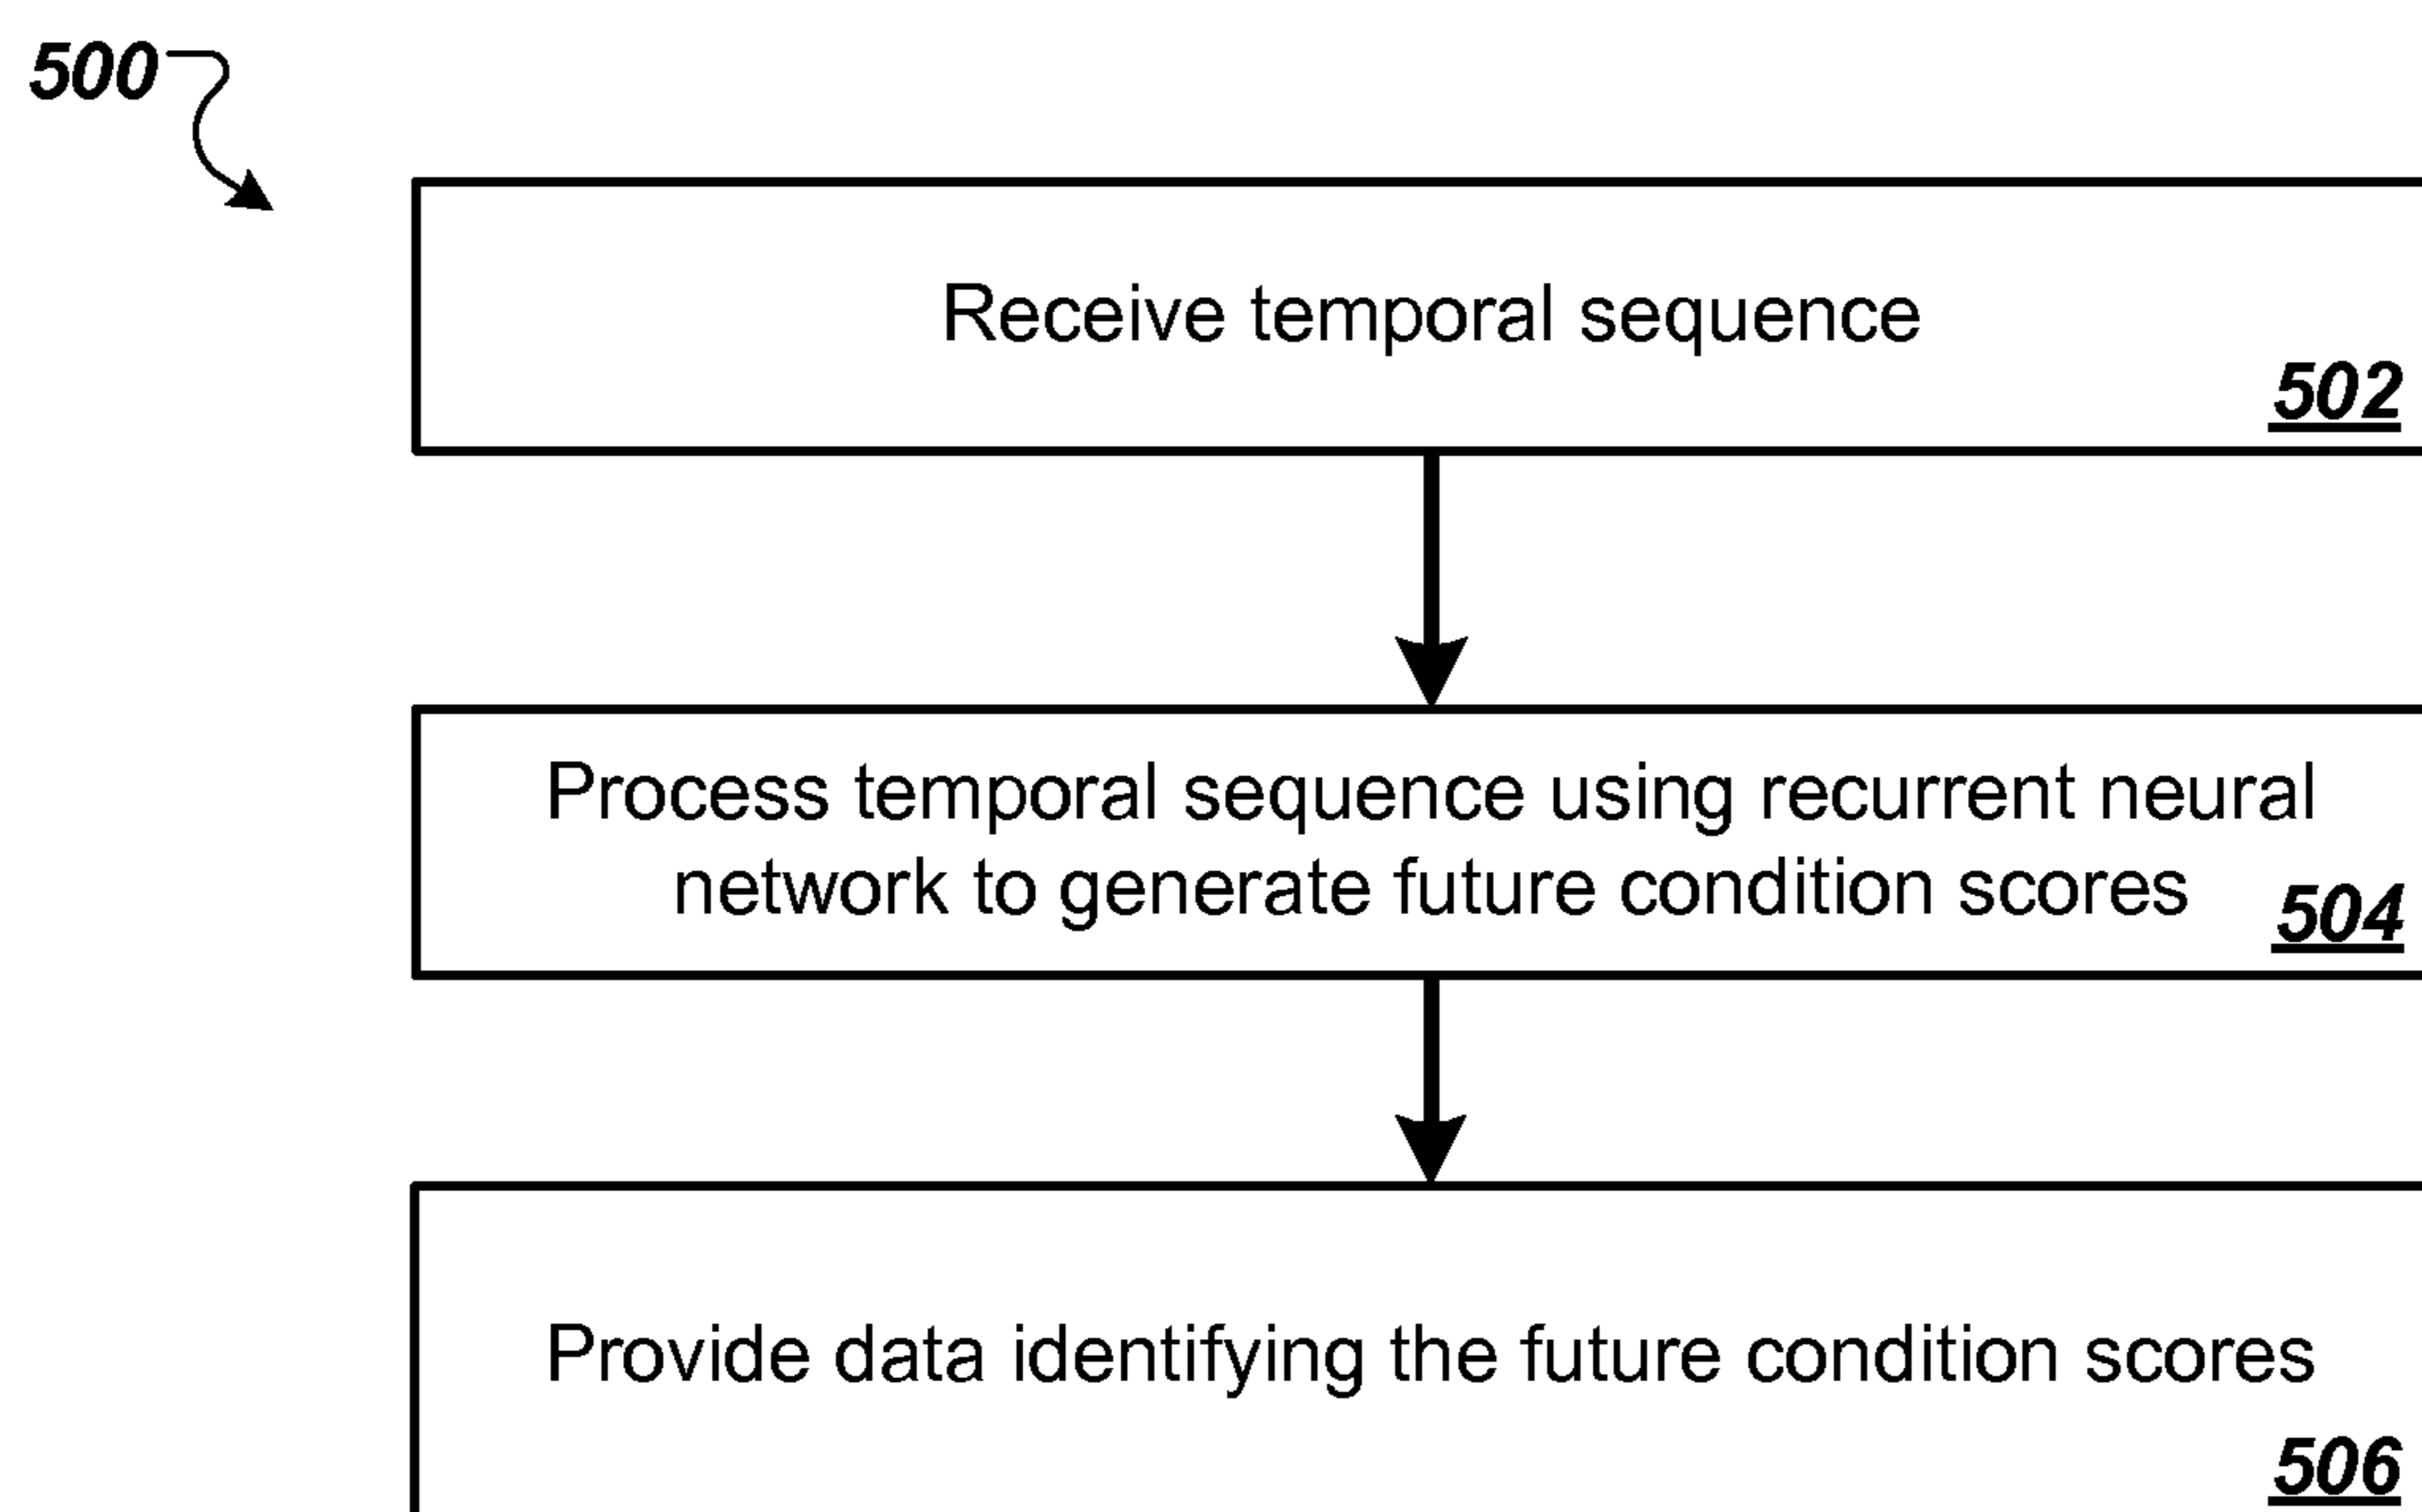 500
Receive temporal sequence
502
Process temporal sequence using recurrent neural
network to generate future condition scores
504
Provide data identifying the future condition scores
506